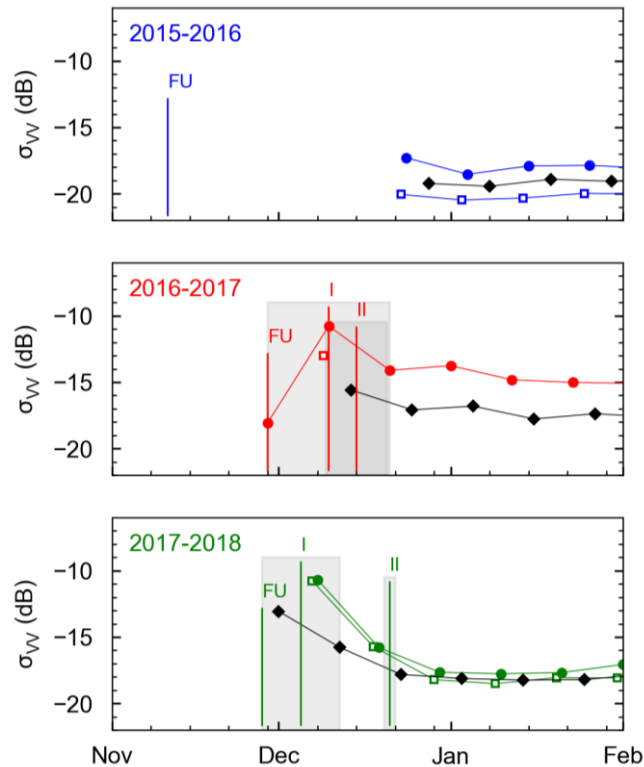 2015-2016
FU
σVV (dB)
−10
−15
−20
2016-2017
I
II
FU
σVV (dB)
−10
−15
−20
2017-2018
I
II
FU
σVV (dB)
−10
−15
−20
Nov Dec Jan Feb